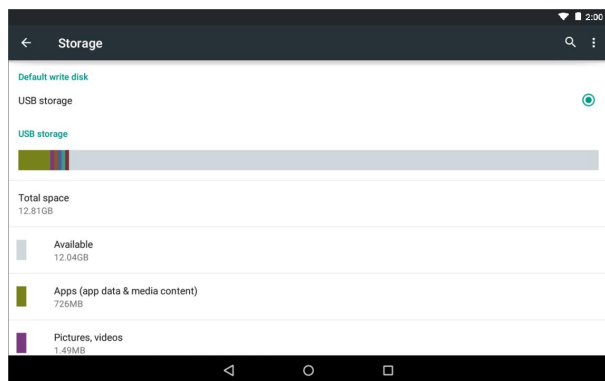 2:00
Storage
Default write disk
USB storage
USB storage
Total space
12.81GB
Available
12.04GB
Apps (app data & media content)
726MB
Pictures, videos
1.49MB